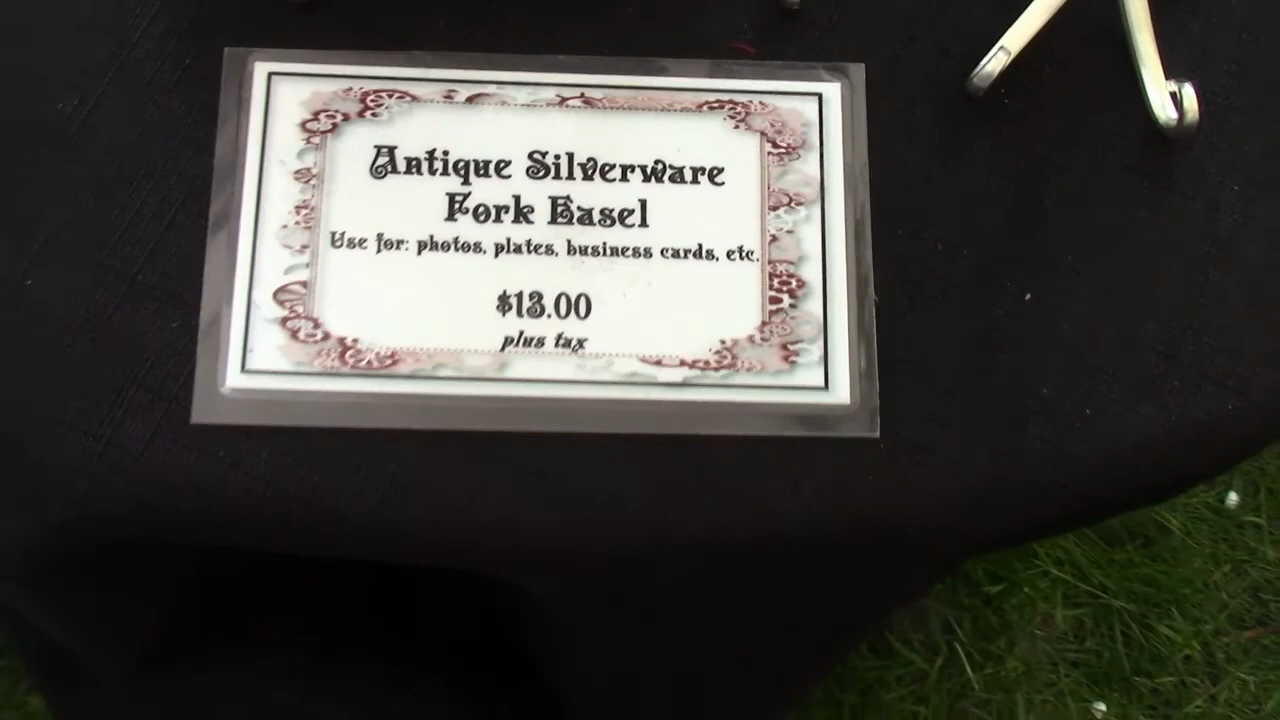 Antique Silverware
Fork Easel
Use for: photos, plates, business cards, etc.
$13.00
plus tax